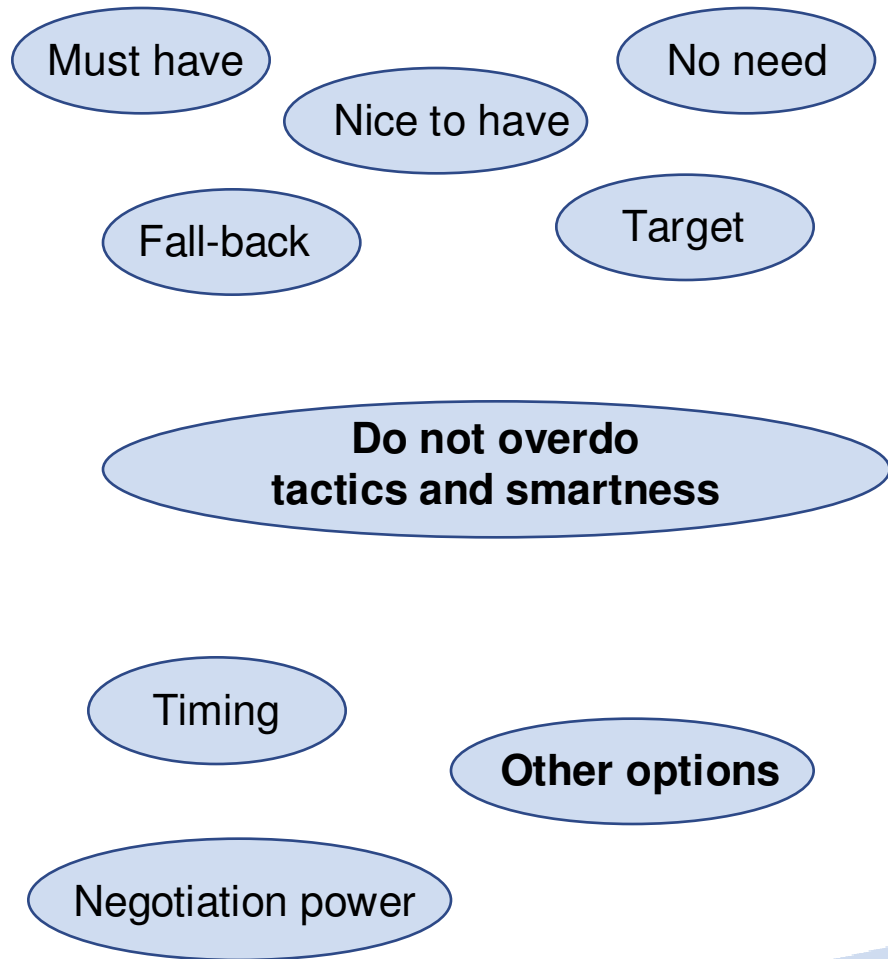 Must have
No need
Nice to have
Fall-back
Target
Do not overdo
tactics and smartness
Timing
Other options
Negotiation power